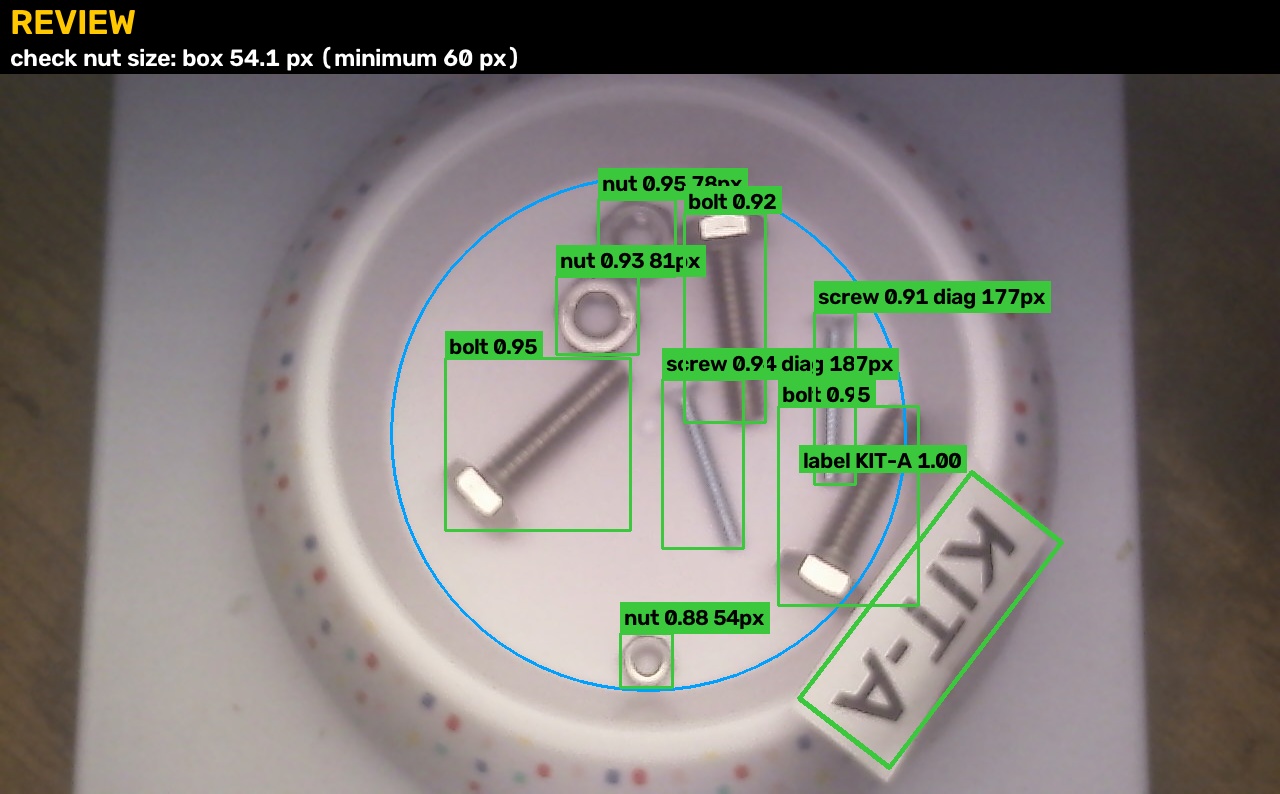 REVIEW
check nut size: box 54.1 px (minimum 60 px)
nut 0.95 78px
bolt 0.92
nut 0.93 81px
screw 0.91 diag 177px
bolt 0.95
screw 0.94 diag 187px
bolt 0.95
label KIT-A 1.00
KIT-A
nut 0.88 54px